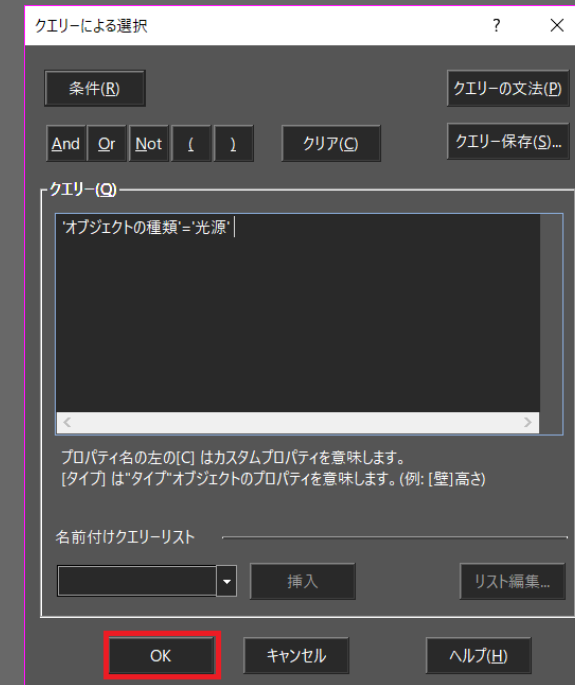 クエリーによる選択
?
条件(R)
クエリーの文法(P)
And Or Not ( ) クリア(C) クエリー保存(S)...
クエリー(Q)
'オブジェクトの種類'='光源'
プロパティ名の左の[C] はカスタムプロパティを意味します。
[タイプ] は"タイプ"オブジェクトのプロパティを意味します。(例: [壁]高さ)
名前付けクエリーリスト
挿入 リスト編集...
OK キャンセル ヘルプ(H)